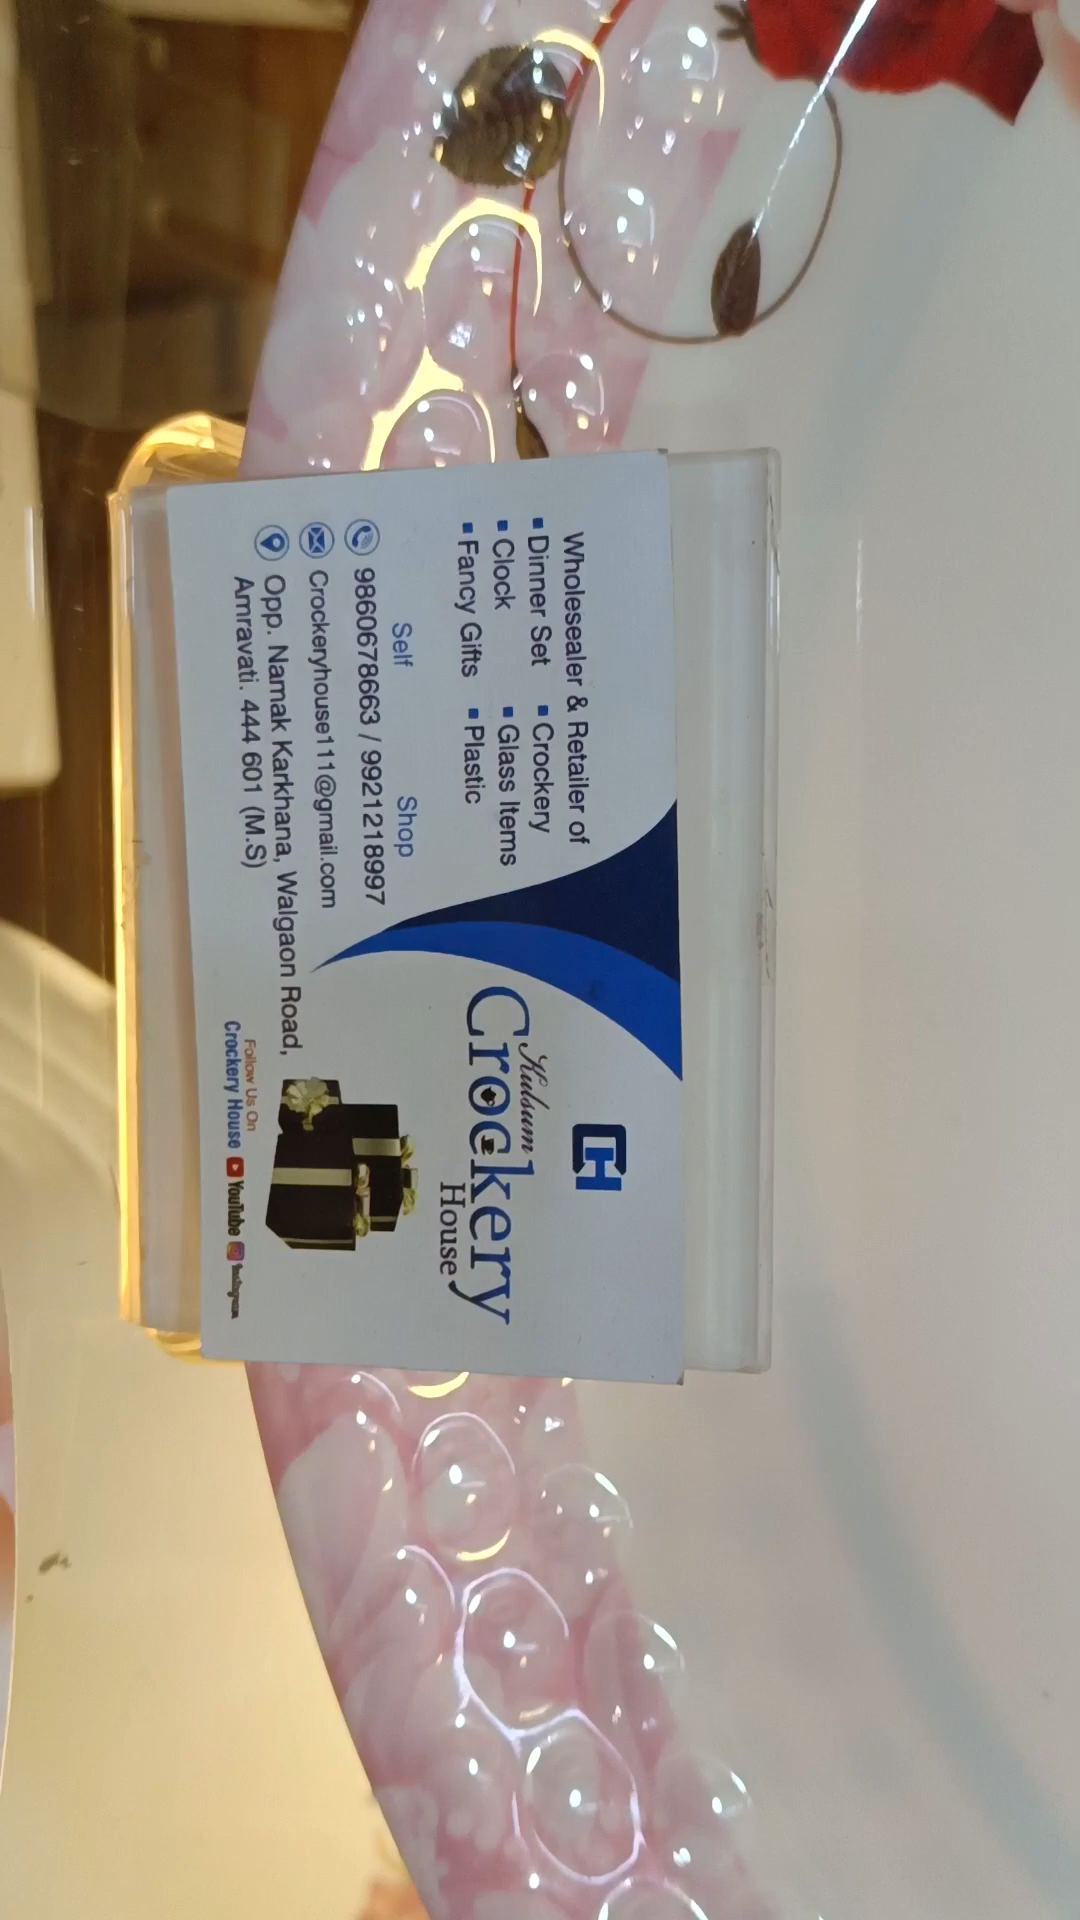 Wholesealer & Retailer of
▪ Dinner Set ▪ Crockery
▪ Clock ▪ Glass Items
▪ Fancy Gifts ▪ Plastic
Self Shop
9860678663 / 9921218997
Crockeryhouse111@gmail.com
Opp. Namak Karkhana, Walgaon Road,
Amravati. 444 601 (M.S)
CH
Kulsum
Crockery
House
Follow Us On
Crockery House YouTube Instagram